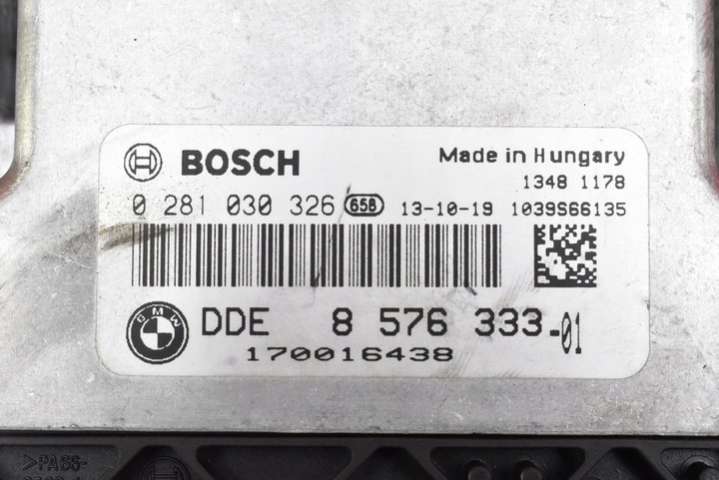 BOSCH Made in Hungary
1348 1178
0 281 030 326 658 13-10-19 1039S66135
BMW DDE 8 576 333-01
170016438